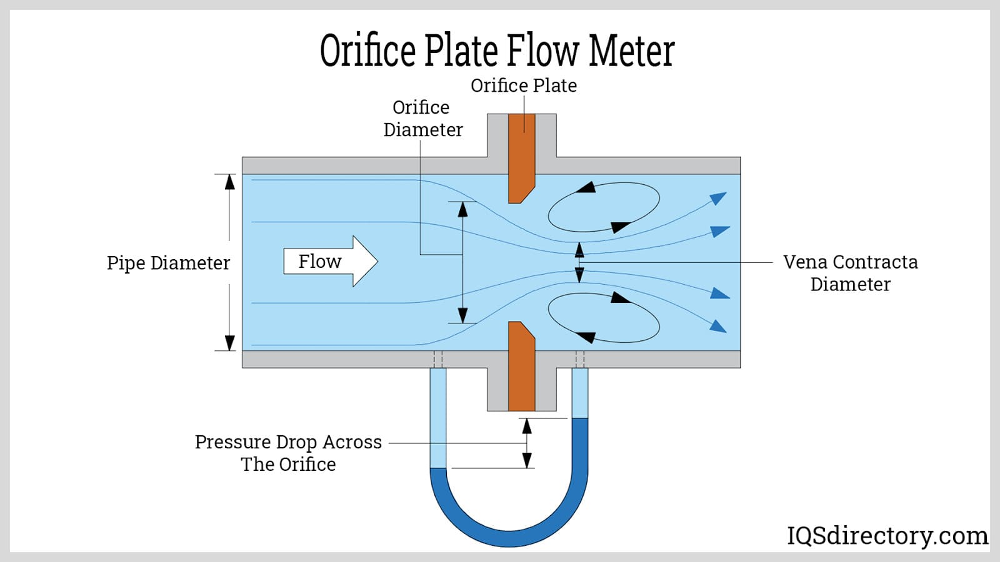 Orifice Plate Flow Meter
Orifice Plate
Orifice
Diameter
Pipe Diameter
Flow
Vena Contracta
Diameter
Pressure Drop Across
The Orifice
IQSdirectory.com